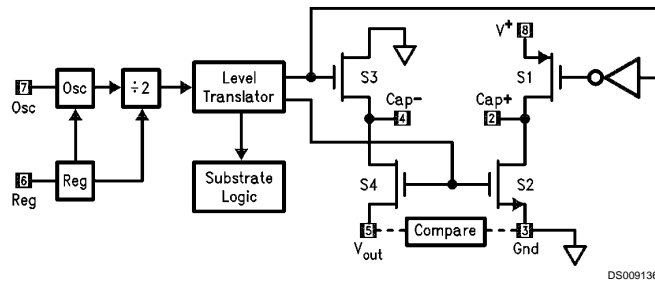 V+
8
S3
S1
7
Osc
÷2
Level
Translator
Osc
Cap-
4
Cap+
2
6
Reg
Reg
Substrate
Logic
S4
S2
5
Compare
3
Vout
Gnd
DS009136